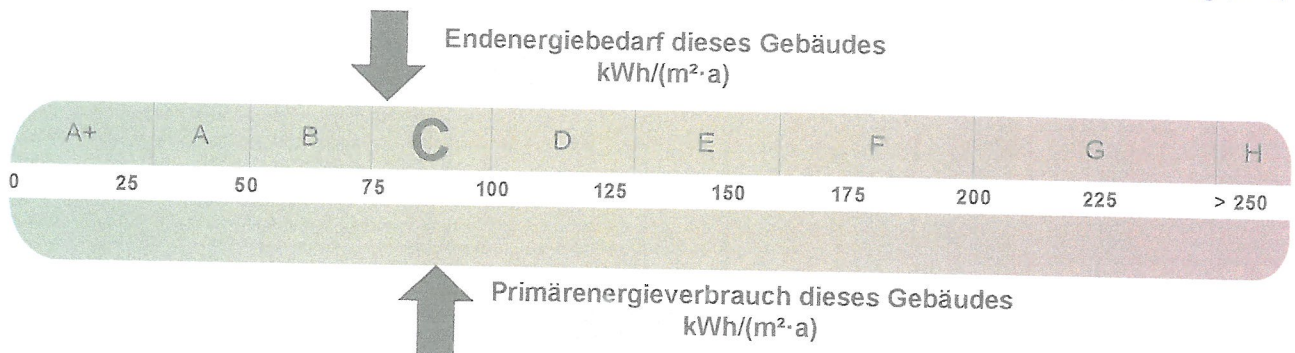 Endenergiebedarf dieses Gebäudes
kWh/(m²·a)
A+ A B C D E F G H
0 25 50 75 100 125 150 175 200 225 > 250
Primärenergieverbrauch dieses Gebäudes
kWh/(m²·a)